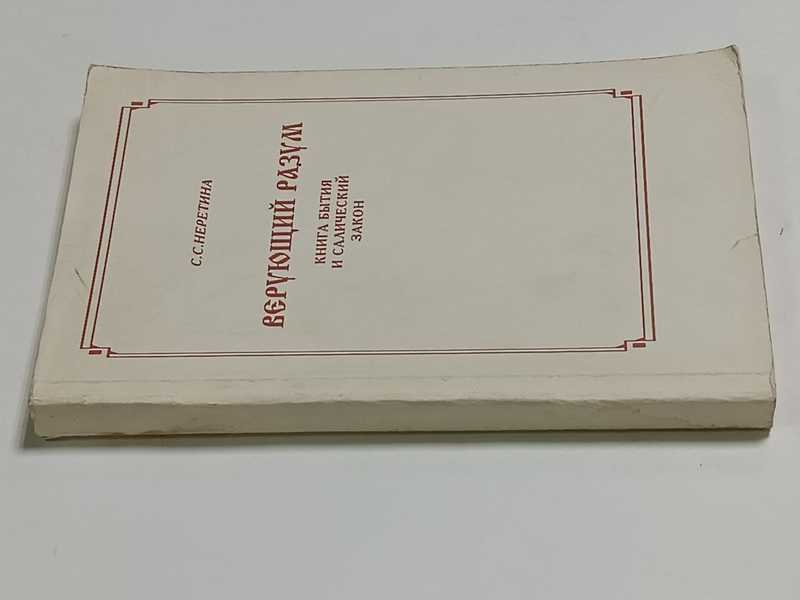 С.С.НЕРЕТИНА
ВЕРУЮЩИЙ РАЗУМ
КНИГА БЫТИЯ
И САЛИЧЕСКИЙ
ЗАКОН